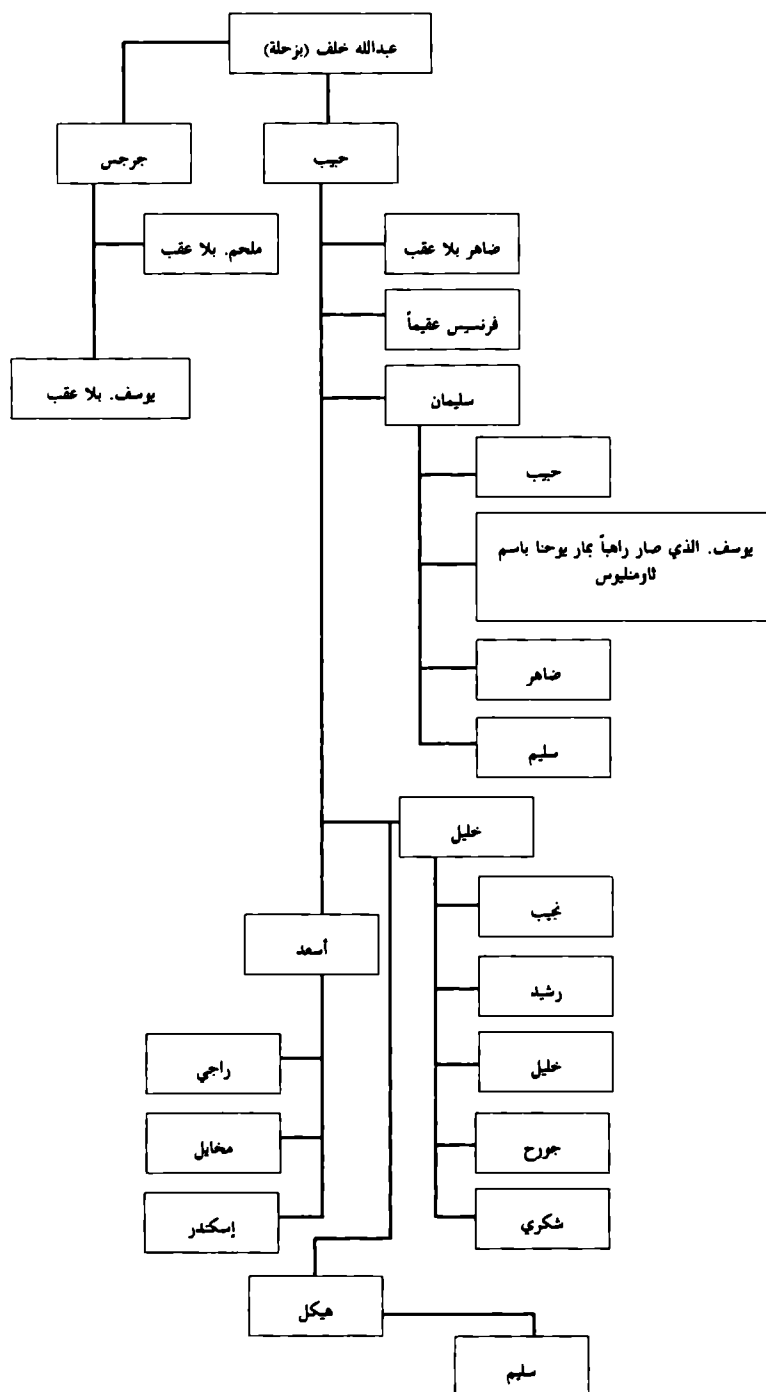 عبدالله خلف (بزحلة)
حبيب
جرجس
ضاهر بلا عقب
ملحم. بلا عقب
فرنسيس عقيماً
يوسف. بلا عقب
سليمان
حبيب
يوسف. الذي صار راهباً بمار يوحنا باسم
ثاومنليوس
ضاهر
سليم
خليل
نجيب
أسعد
رشيد
خليل
راجي
مخايل
جورج
شكري
إسكندر
هيكل
سليم